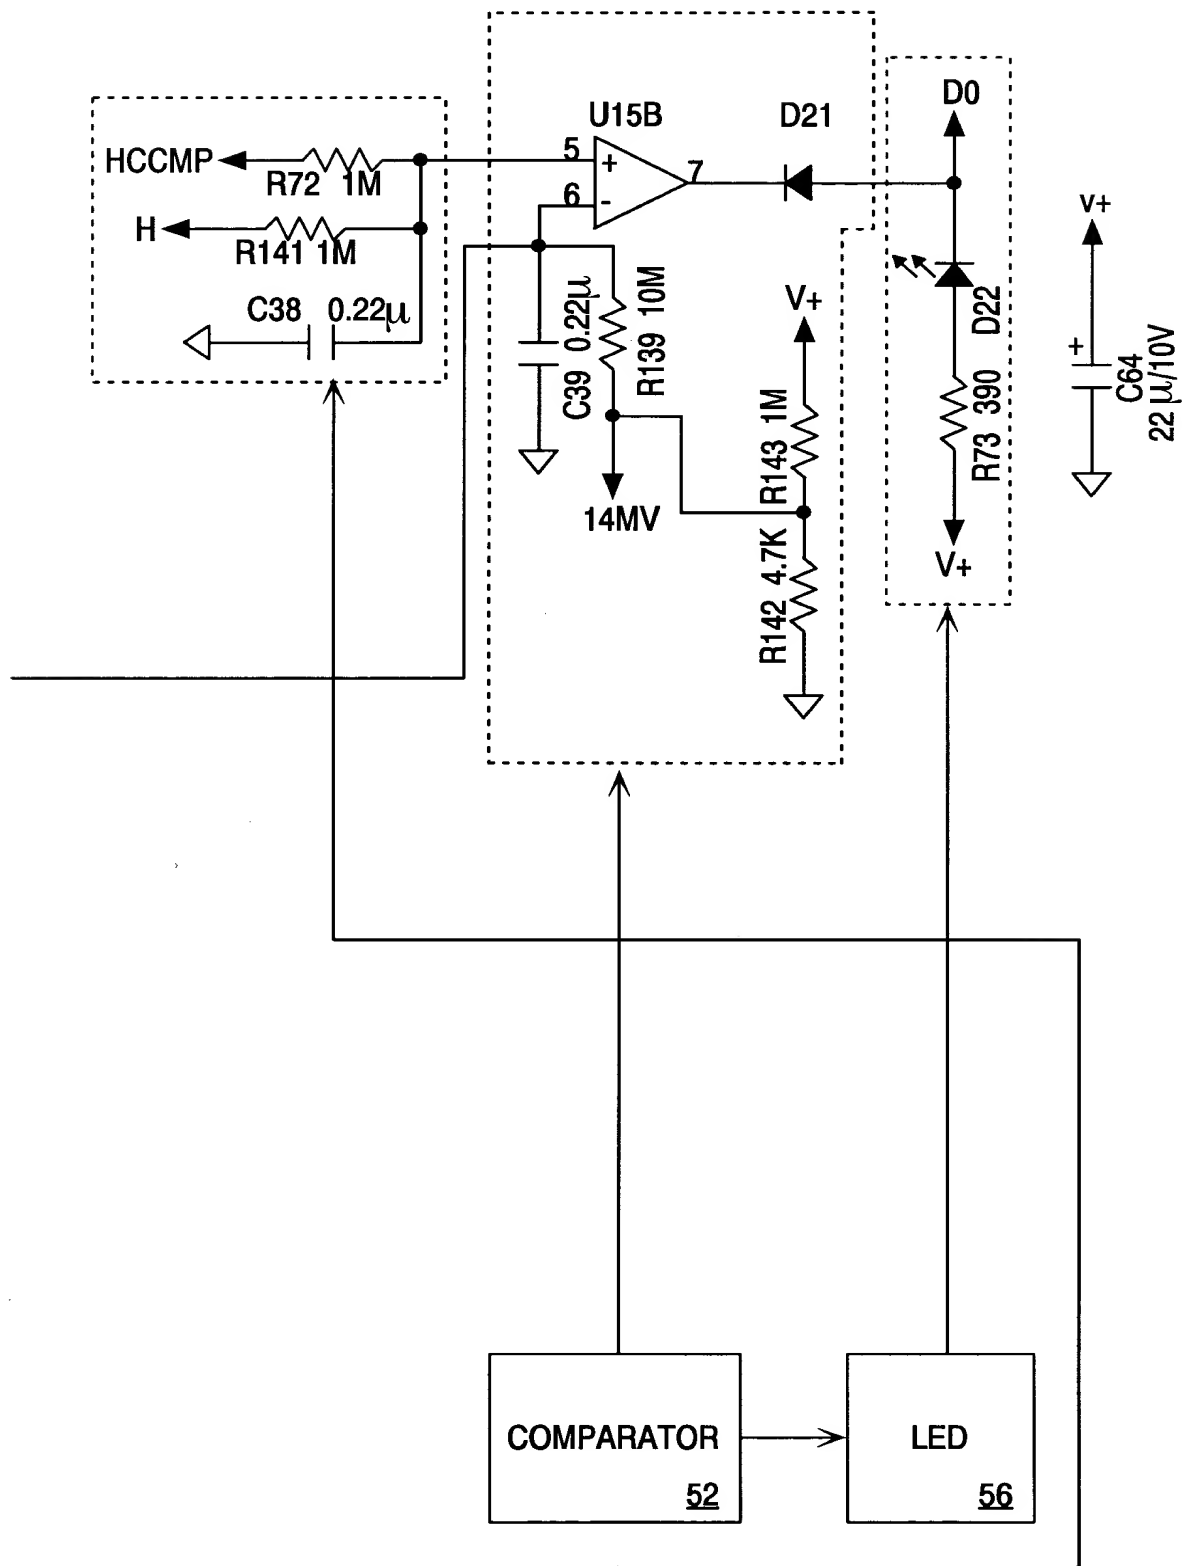 D0
U15B
D21
HCCMP
5
+
7
R72 1M
6
-
v+
H
R141 1M
C38 0.22µ
C39 0.22µ
R139 10M
V+
D22
+
C64
22 µ/10V
R143 1M
R73 390
14MV
R142 4.7K
V+
COMPARATOR
52
LED
56